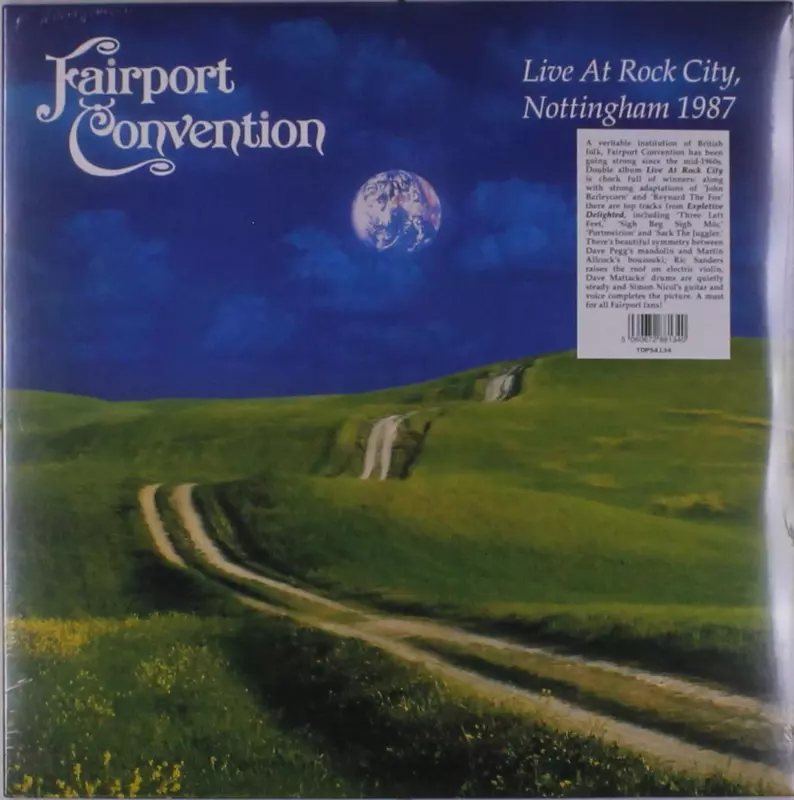 Fairport
Convention
Live At Rock City,
Nottingham 1987
A veritable institution of British
folk, Fairport Convention has been
going strong since the mid-1960s.
Double album Live At Rock City
is chock full of winners: along
with strong adaptations of 'John
Barleycorn' and 'Reynard The Fox'
there are top tracks from Expletive
Delighted, including 'Three Left
Feet,' 'Sigh Beg Sigh Mor,'
'Portmeirion' and 'Sack The Juggler.'
There's beautiful symmetry between
Dave Pegg's mandolin and Martin
Allcock's bouzouki; Ric Sanders
raises the roof on electric violin,
Dave Mattacks' drums are quietly
steady and Simon Nicol's guitar and
voice completes the picture. A must
for all Fairport fans!
5 060672 881340